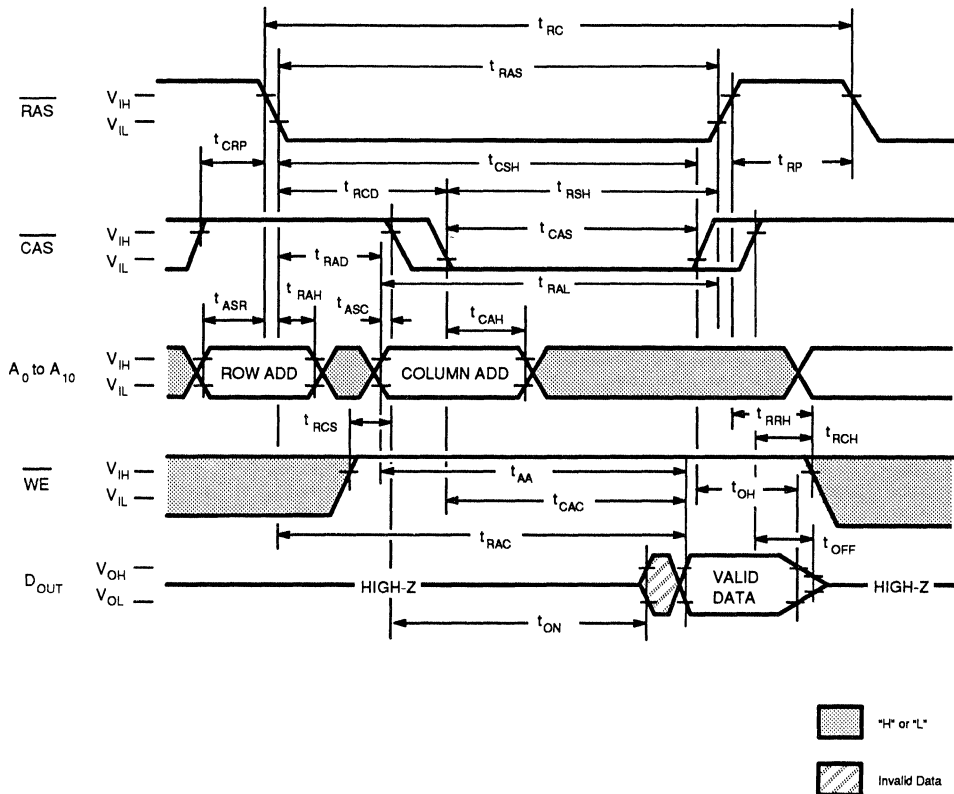 t RC
t RAS
RAS
V IH
V IL
t CRP
t CSH
t RP
t RCD
t RSH
CAS
V IH
V IL
t CAS
t RAD
t RAL
t ASR
t RAH
t ASC
t CAH
A 0 to A 10
V IH
V IL
ROW ADD
COLUMN ADD
t RCS
t RRH
t RCH
WE
V IH
V IL
t AA
t OH
t CAC
t RAC
t OFF
D OUT
V OH
V OL
HIGH-Z
VALID
DATA
HIGH-Z
t ON
"H" or "L"
Invalid Data